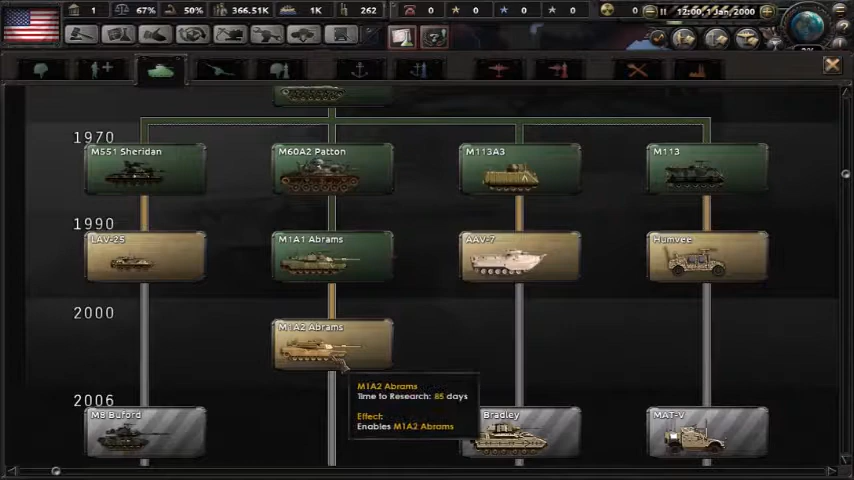 1 67% 50% 366.51K 1K 262 0 0 0 0 0 12:00, 1 Jan, 2000
1970
M551 Sheridan M60A2 Patton M113A3 M113
1990
LAV-25 M1A1 Abrams AAV-7 Humvee
2000
M1A2 Abrams
M1A2 Abrams
Time to Research: 85 days
Effect:
Enables M1A2 Abrams
2006
M8 Buford Bradley MAT-V